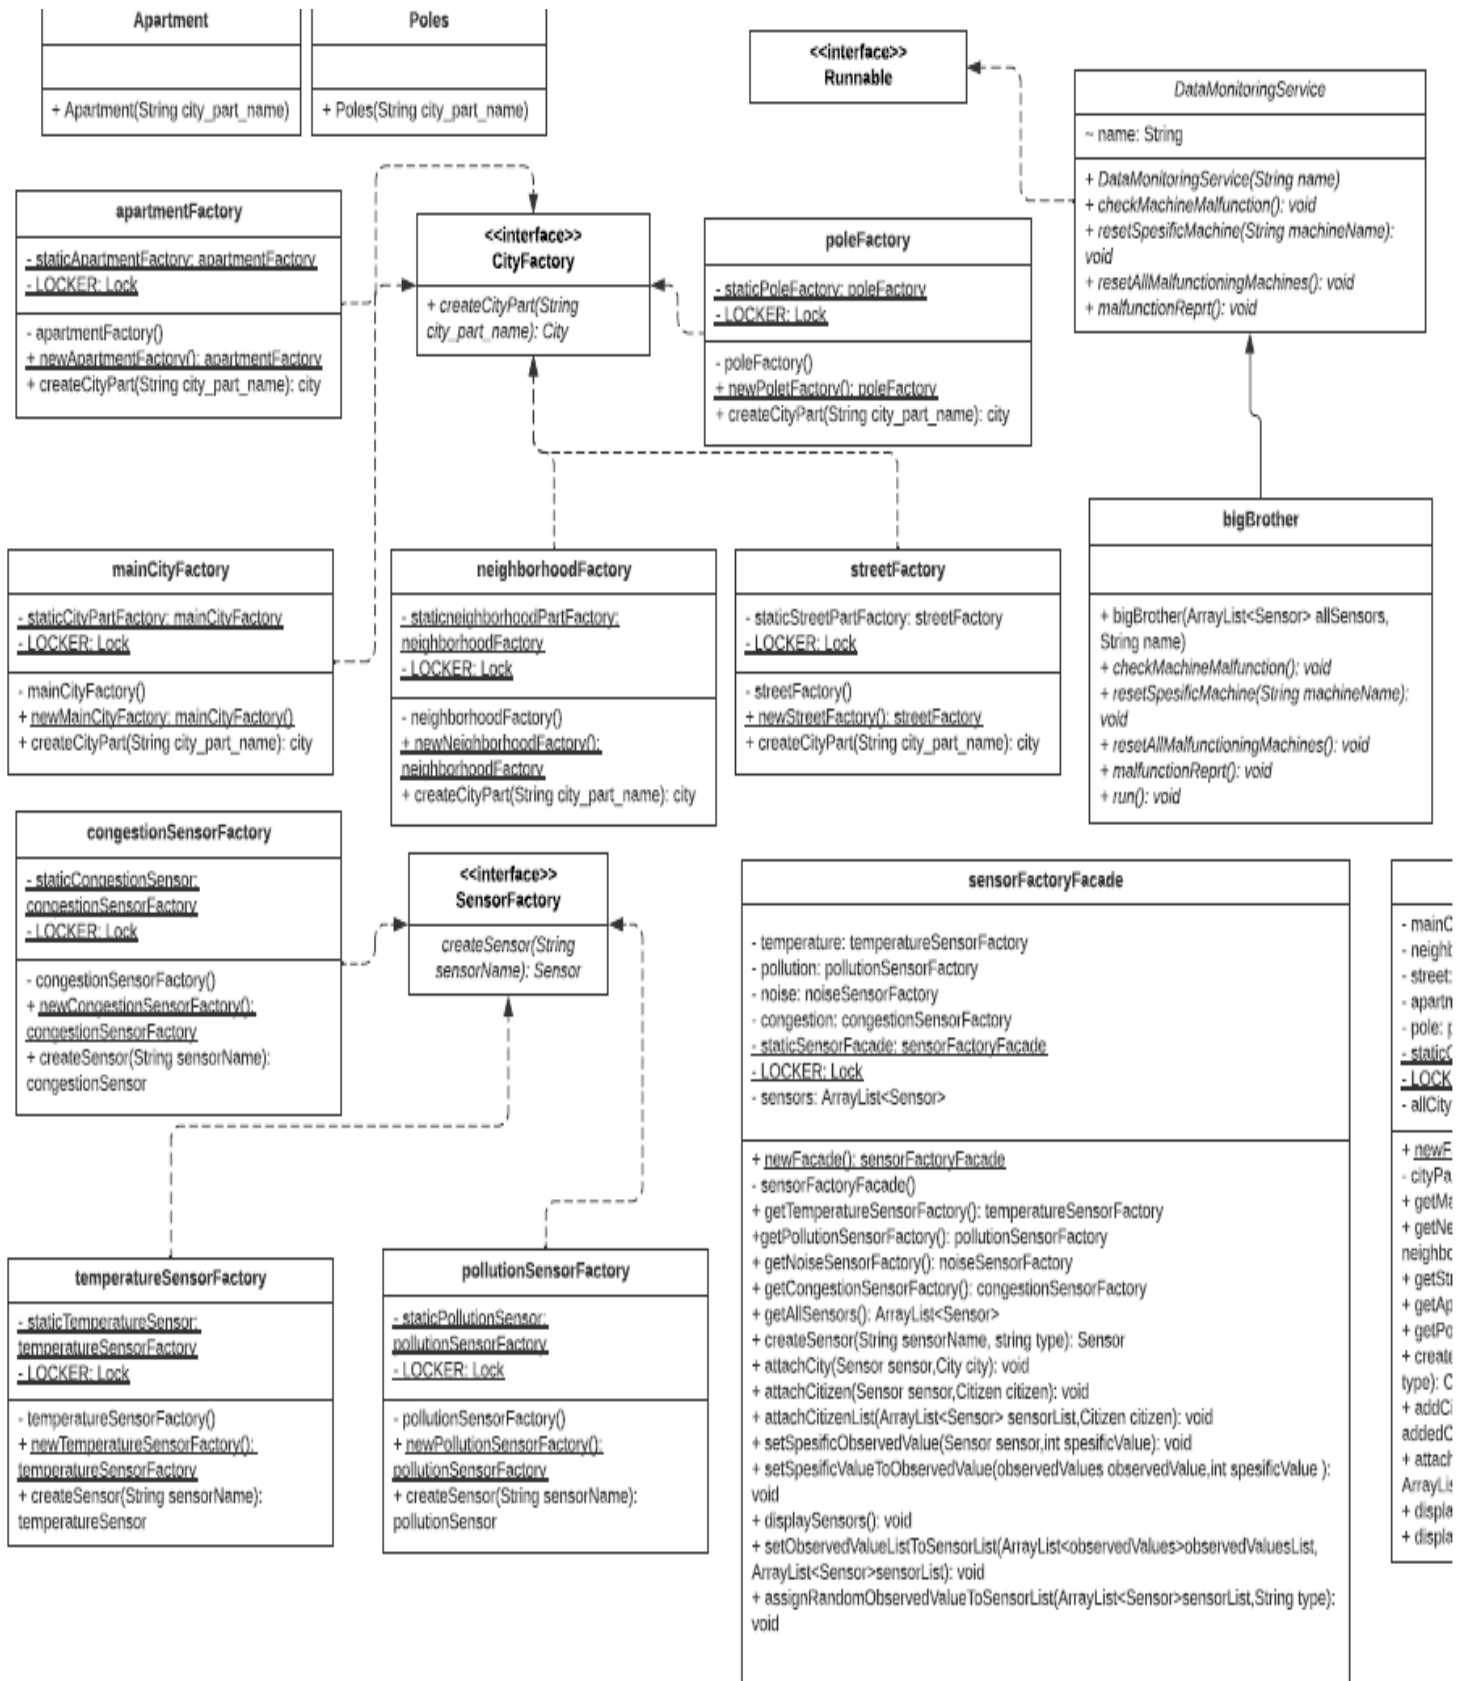 Apartment
+ Apartment(String city_part_name)
Poles
+ Poles(String city_part_name)
<<interface>>
Runnable
DataMonitoringService
~ name: String
+ DataMonitoringService(String name)
+ checkMachineMalfunction(): void
+ resetSpesificMachine(String machineName):
void
+ resetAllMalfunctioningMachines(): void
+ malfunctionReprt(): void
apartmentFactory
- staticApartmentFactory: apartmentFactory
- LOCKER: Lock
- apartmentFactory()
+ newApartmentFactory(): apartmentFactory
+ createCityPart(String city_part_name): city
<<interface>>
CityFactory
+ createCityPart(String
city_part_name): City
poleFactory
- staticPoleFactory: poleFactory
- LOCKER: Lock
- poleFactory()
+ newPoletFactory(): poleFactory
+ createCityPart(String city_part_name): city
bigBrother
+ bigBrother(ArrayList<Sensor> allSensors,
String name)
+ checkMachineMalfunction(): void
+ resetSpesificMachine(String machineName):
void
+ resetAllMalfunctioningMachines(): void
+ malfunctionReprt(): void
+ run(): void
mainCityFactory
- staticCityPartFactory: mainCityFactory
- LOCKER: Lock
- mainCityFactory()
+ newMainCityFactory: mainCityFactory()
+ createCityPart(String city_part_name): city
neighborhoodFactory
- staticneighborhoodPartFactory:
neighborhoodFactory
- LOCKER: Lock
- neighborhoodFactory()
+ newNeighborhoodFactory():
neighborhoodFactory
+ createCityPart(String city_part_name): city
streetFactory
- staticStreetPartFactory: streetFactory
- LOCKER: Lock
- streetFactory()
+ newStreetFactory(): streetFactory
+ createCityPart(String city_part_name): city
congestionSensorFactory
- staticCongestionSensor:
congestionSensorFactory
- LOCKER: Lock
- congestionSensorFactory()
+ newCongestionSensorFactory():
congestionSensorFactory
+ createSensor(String sensorName):
congestionSensor
<<interface>>
SensorFactory
createSensor(String
sensorName): Sensor
temperatureSensorFactory
- staticTemperatureSensor:
temperatureSensorFactory
- LOCKER: Lock
- temperatureSensorFactory()
+ newTemperatureSensorFactory():
temperatureSensorFactory
+ createSensor(String sensorName):
temperatureSensor
pollutionSensorFactory
- staticPollutionSensor:
pollutionSensorFactory
- LOCKER: Lock
- pollutionSensorFactory()
+ newPollutionSensorFactory():
pollutionSensorFactory
+ createSensor(String sensorName):
pollutionSensor
sensorFactoryFacade
- temperature: temperatureSensorFactory
- pollution: pollutionSensorFactory
- noise: noiseSensorFactory
- congestion: congestionSensorFactory
- staticSensorFacade: sensorFactoryFacade
- LOCKER: Lock
- sensors: ArrayList<Sensor>
+ newFacade(): sensorFactoryFacade
- sensorFactoryFacade()
+ getTemperatureSensorFactory(): temperatureSensorFactory
+getPollutionSensorFactory(): pollutionSensorFactory
+ getNoiseSensorFactory(): noiseSensorFactory
+ getCongestionSensorFactory(): congestionSensorFactory
+ getAllSensors(): ArrayList<Sensor>
+ createSensor(String sensorName, string type): Sensor
+ attachCity(Sensor sensor,City city): void
+ attachCitizen(Sensor sensor,Citizen citizen): void
+ attachCitizenList(ArrayList<Sensor> sensorList,Citizen citizen): void
+ setSpesificObservedValue(Sensor sensor,int spesificValue): void
+ setSpesificValueToObservedValue(observedValues observedValue,int spesificValue ):
void
+ displaySensors(): void
+ setObservedValueListToSensorList(ArrayList<observedValues>observedValuesList,
ArrayList<Sensor>sensorList): void
+ assignRandomObservedValueToSensorList(ArrayList<Sensor>sensorList,String type):
void
- street:
type): C